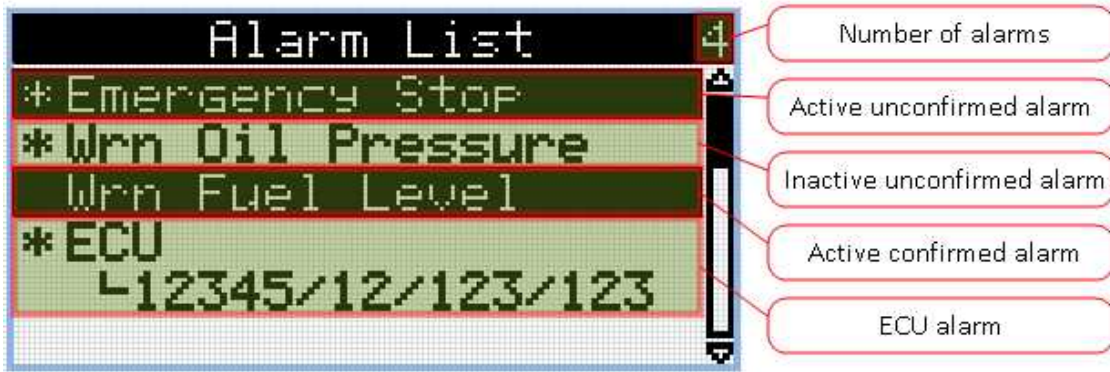 Alarm List 4
*Emergency Stop
*Wrn Oil Pressure
Wrn Fuel Level
*ECU
└12345/12/123/123
Number of alarms
Active unconfirmed alarm
Inactive unconfirmed alarm
Active confirmed alarm
ECU alarm